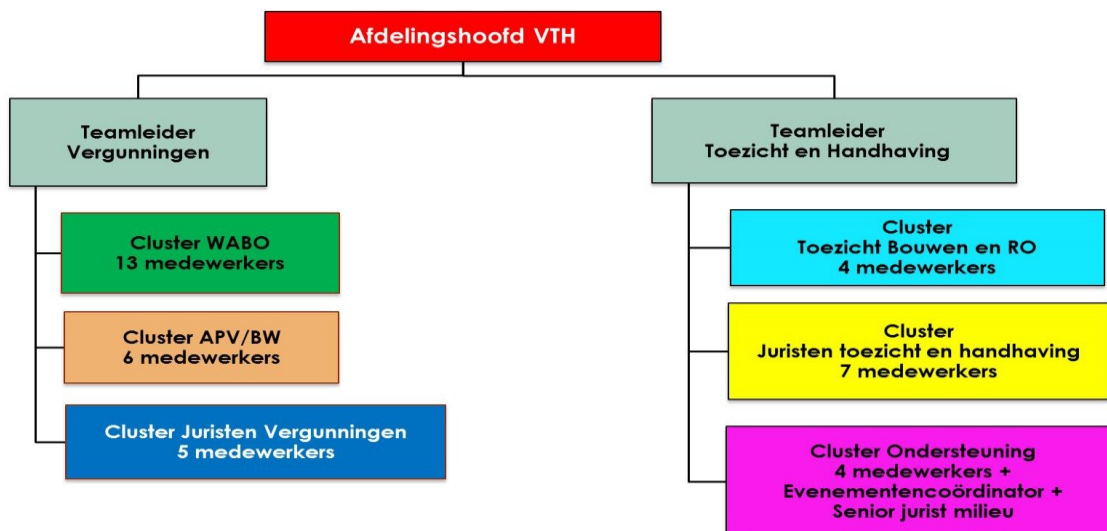 Afdelingshoofd VTH
Teamleider
Vergunningen
Cluster WABO
13 medewerkers
Cluster APV/BW
6 medewerkers
Cluster Juristen Vergunningen
5 medewerkers
Teamleider
Toezicht en Handhaving
Cluster
Toezicht Bouwen en RO
4 medewerkers
Cluster
Juristen toezicht en handhaving
7 medewerkers
Cluster Ondersteuning
4 medewerkers +
Evenementencoördinator +
Senior jurist milieu